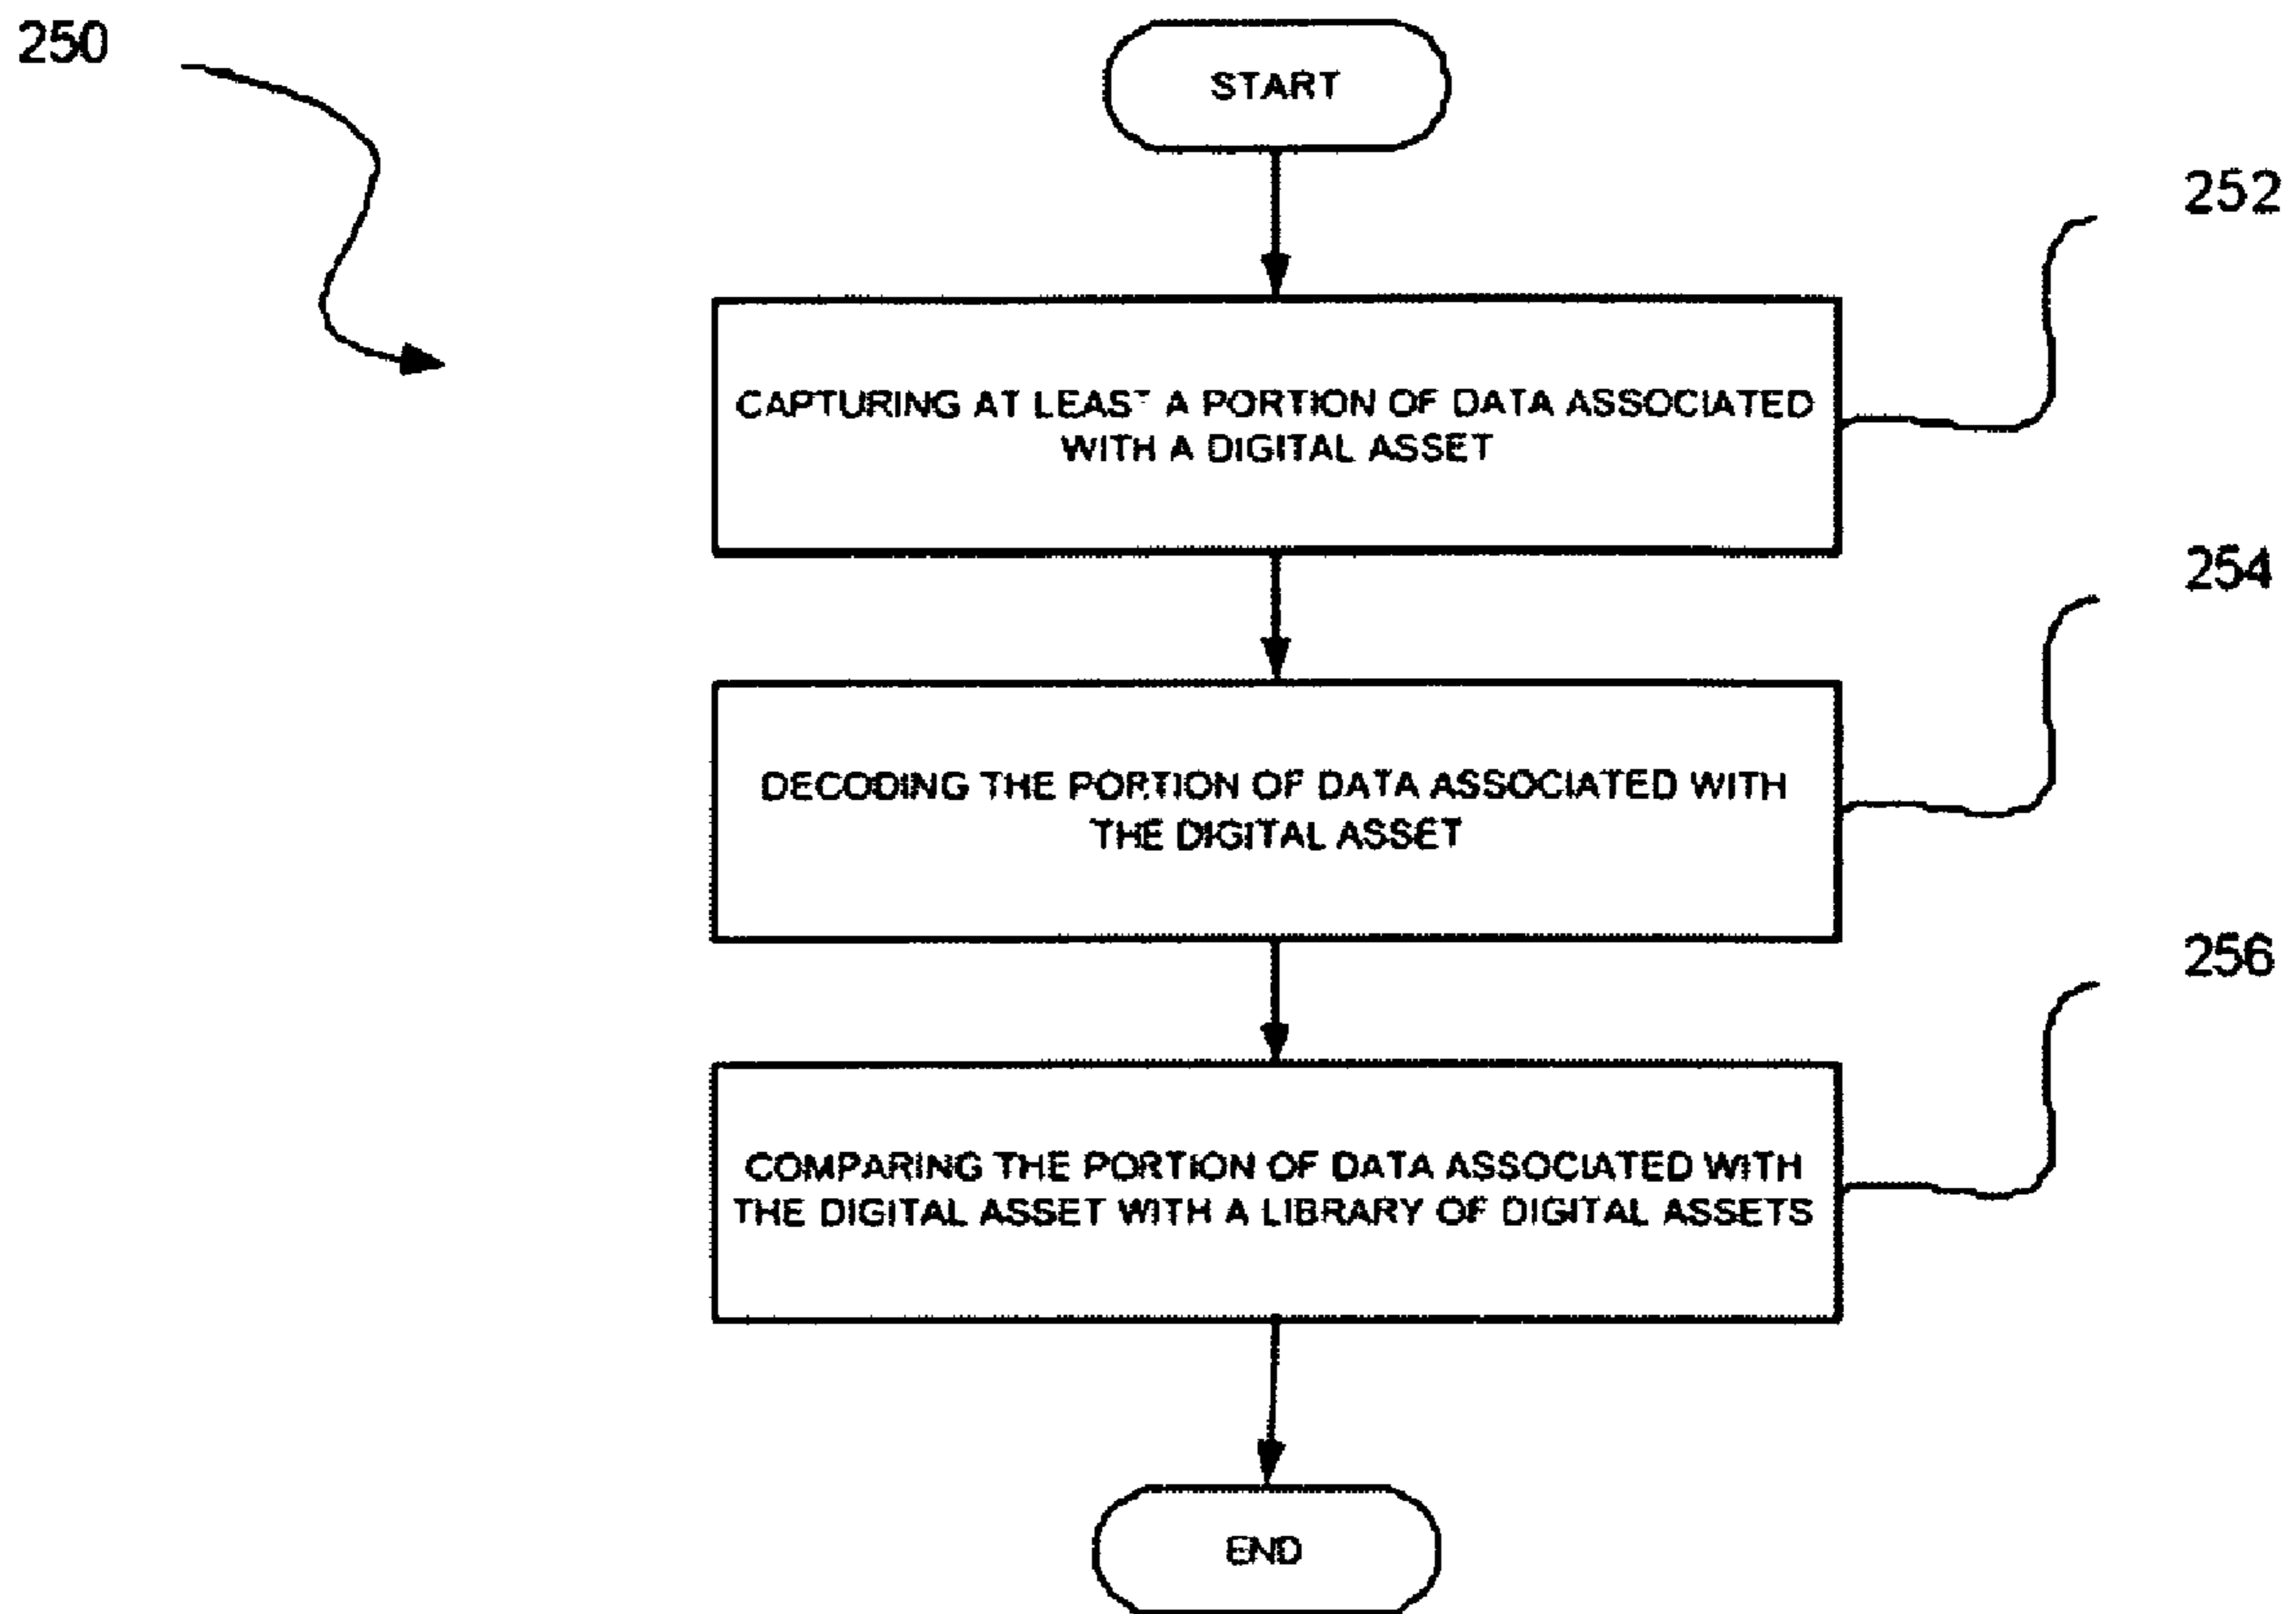 250
START
252
CAPTURING AT LEAST A PORTION OF DATA ASSOCIATED
WITH A DIGITAL ASSET
254
DECODING THE PORTION OF DATA ASSOCIATED WITH
THE DIGITAL ASSET
256
COMPARING THE PORTION OF DATA ASSOCIATED WITH
THE DIGITAL ASSET WITH A LIBRARY OF DIGITAL ASSETS
END